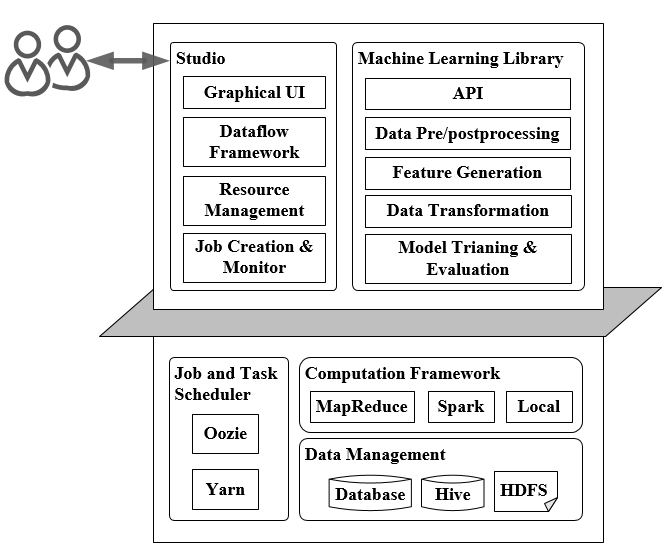 Studio
Graphical UI
Dataflow
Framework
Resource
Management
Job Creation &
Monitor
Machine Learning Library
API
Data Pre/postprocessing
Feature Generation
Data Transformation
Model Trianing &
Evaluation
Job and Task
Scheduler
Oozie
Yarn
Computation Framework
MapReduce
Spark
Local
Data Management
Database
Hive
HDFS